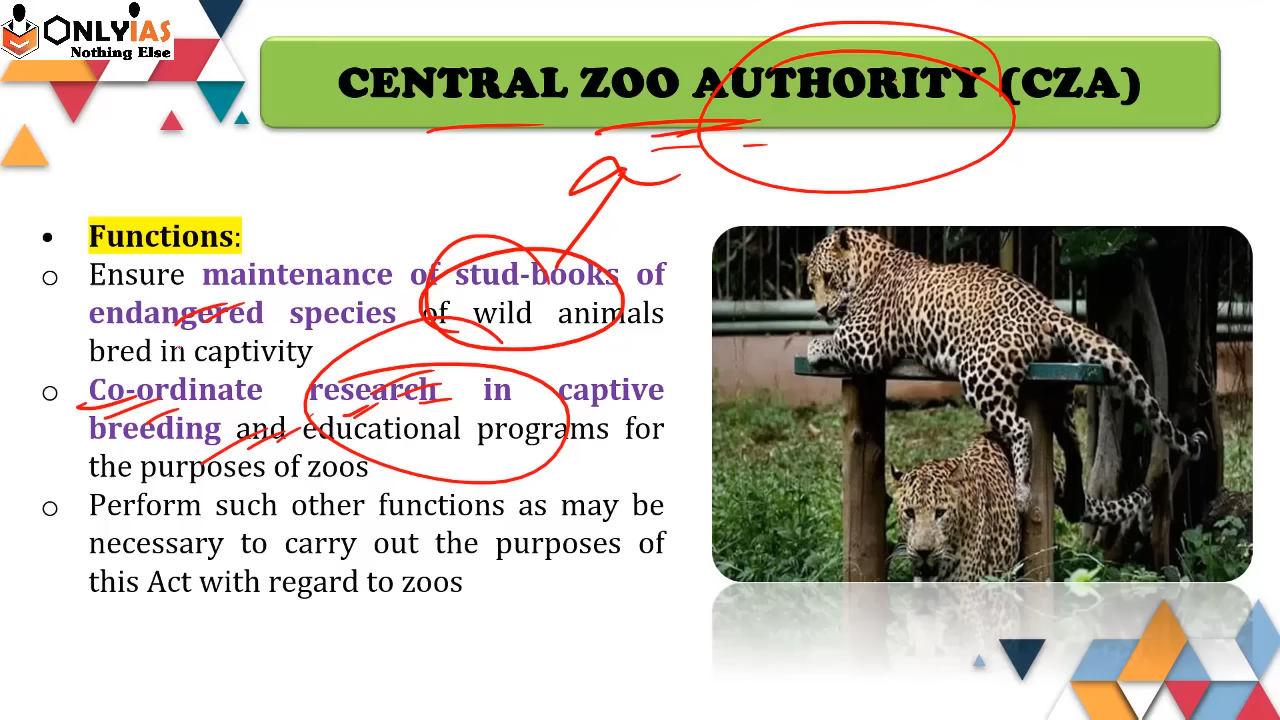 ONLYIAS
Nothing Else
CENTRAL ZOO AUTHORITY (CZA)
• Functions:
o Ensure maintenance of stud-books of
endangered species of wild animals
bred in captivity
o Co-ordinate research in captive
breeding and educational programs for
the purposes of zoos
o Perform such other functions as may be
necessary to carry out the purposes of
this Act with regard to zoos